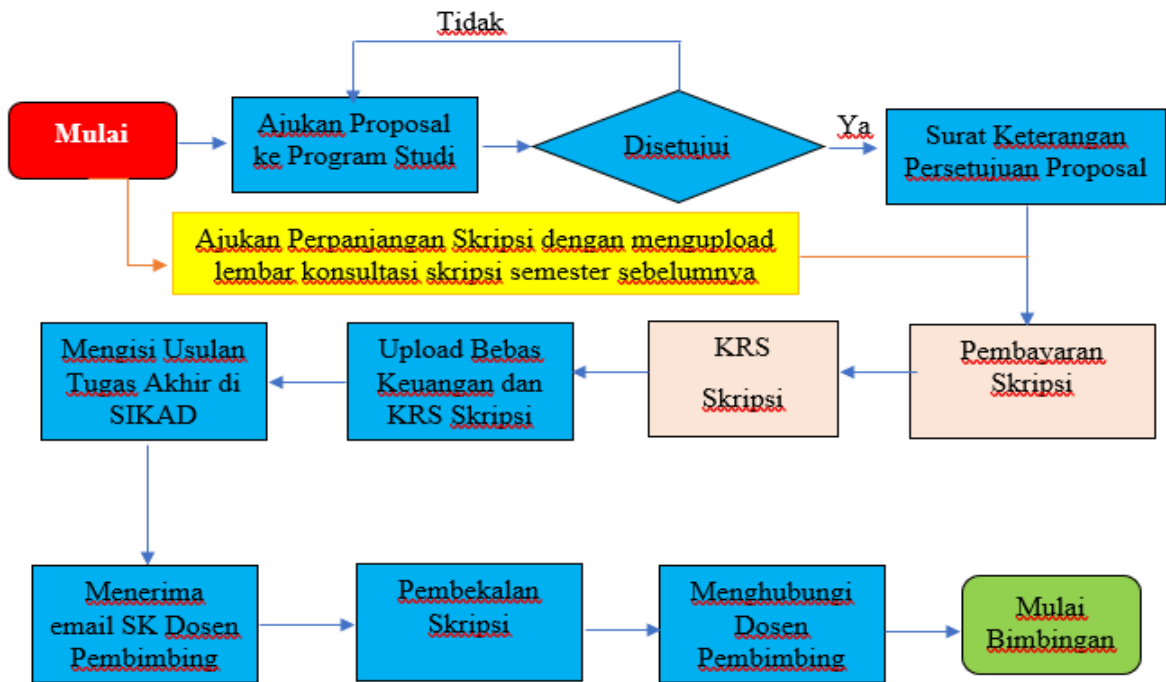 Tidak
Mulai
Ajukan Proposal
ke Program Studi
Disetujui
Ya
Surat Keterangan
Persetujuan Proposal
Ajukan Perpanjangan Skripsi dengan mengupload
lembar konsultasi skripsi semester sebelumnya
Mengisi Usulan
Tugas Akhir di
SIKAD
Upload Bebas
Keuangan dan
KRS Skripsi
KRS
Skripsi
Pembayaran
Skripsi
Menerima
email SK Dosen
Pembimbing
Pembekalan
Skripsi
Menghubungi
Dosen
Pembimbing
Mulai
Bimbingan